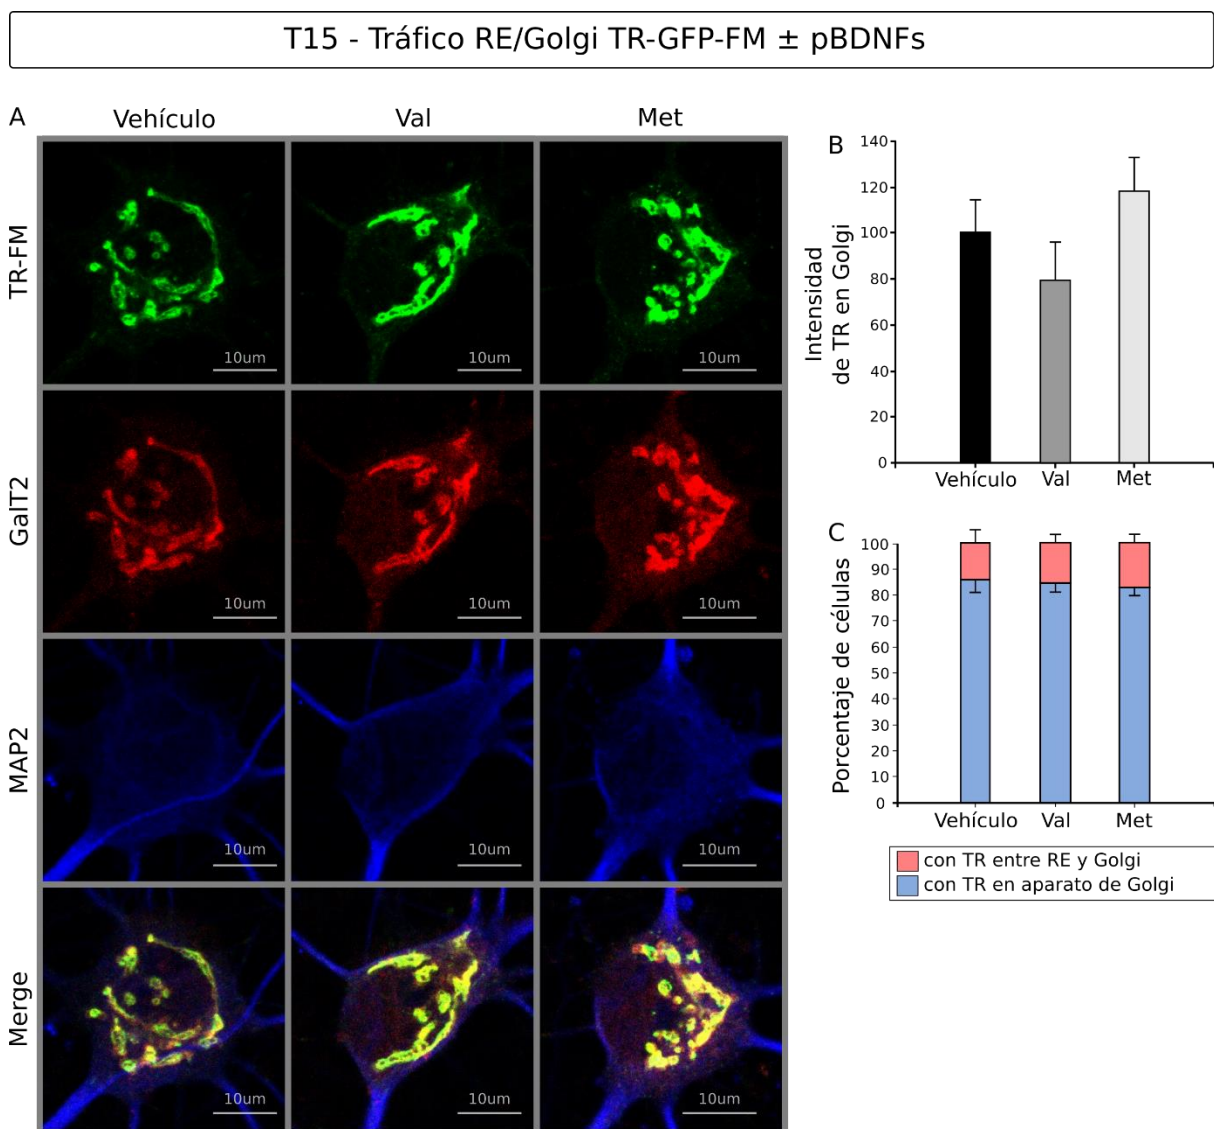 T15 - Tráfico RE/Golgi TR-GFP-FM ± pBDNFs
A
Vehículo
Val
Met
TR-FM
10um
10um
10um
GalT2
10um
10um
10um
MAP2
10um
10um
10um
Merge
10um
10um
10um
B
Intensidad
de TR en Golgi
140
120
100
80
60
40
20
0
Vehículo
Val
Met
C
Porcentaje de células
100
90
80
70
60
50
40
30
20
10
0
Vehículo
Val
Met
con TR entre RE y Golgi
con TR en aparato de Golgi